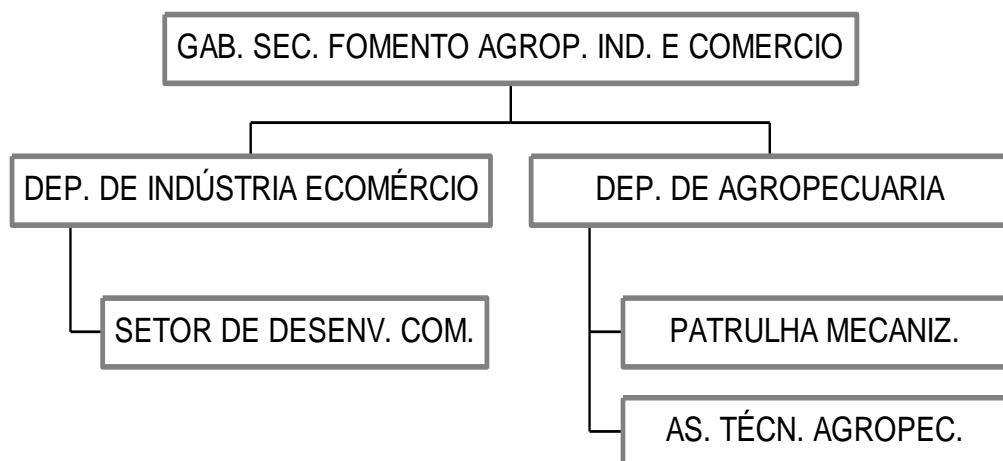 GAB. SEC. FOMENTO AGROP. IND. E COMERCIO
DEP. DE INDÚSTRIA ECOMÉRCIO
DEP. DE AGROPECUARIA
SETOR DE DESENV. COM.
PATRULHA MECANIZ.
AS. TÉCN. AGROPEC.